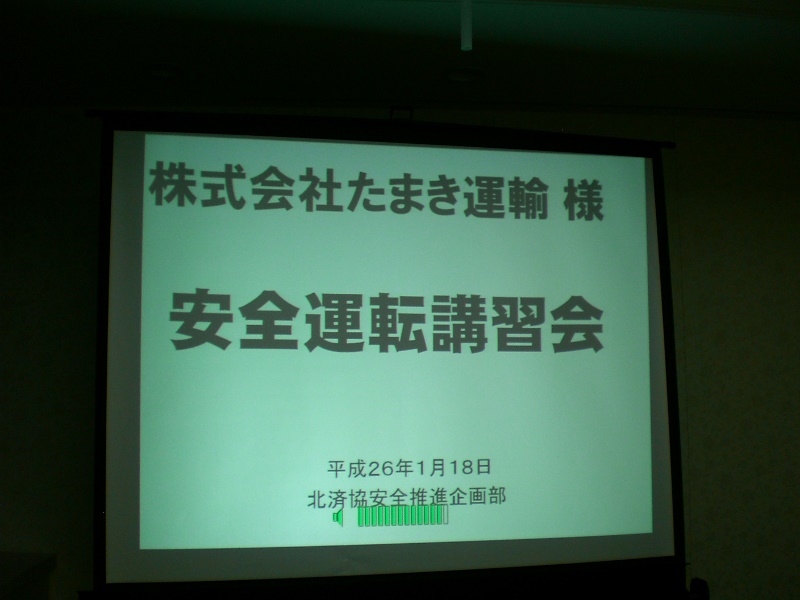 株式会社たまき運輸 様
安全運転講習会
平成26年1月18日
北済協安全推進企画部